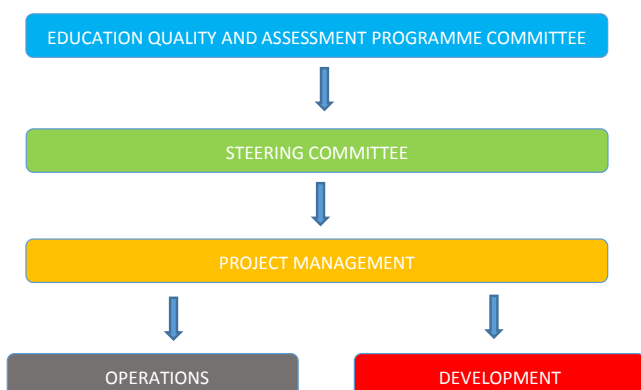 EDUCATION QUALITY AND ASSESSMENT PROGRAMME COMMITTEE
STEERING COMMITTEE
PROJECT MANAGEMENT
OPERATIONS
DEVELOPMENT